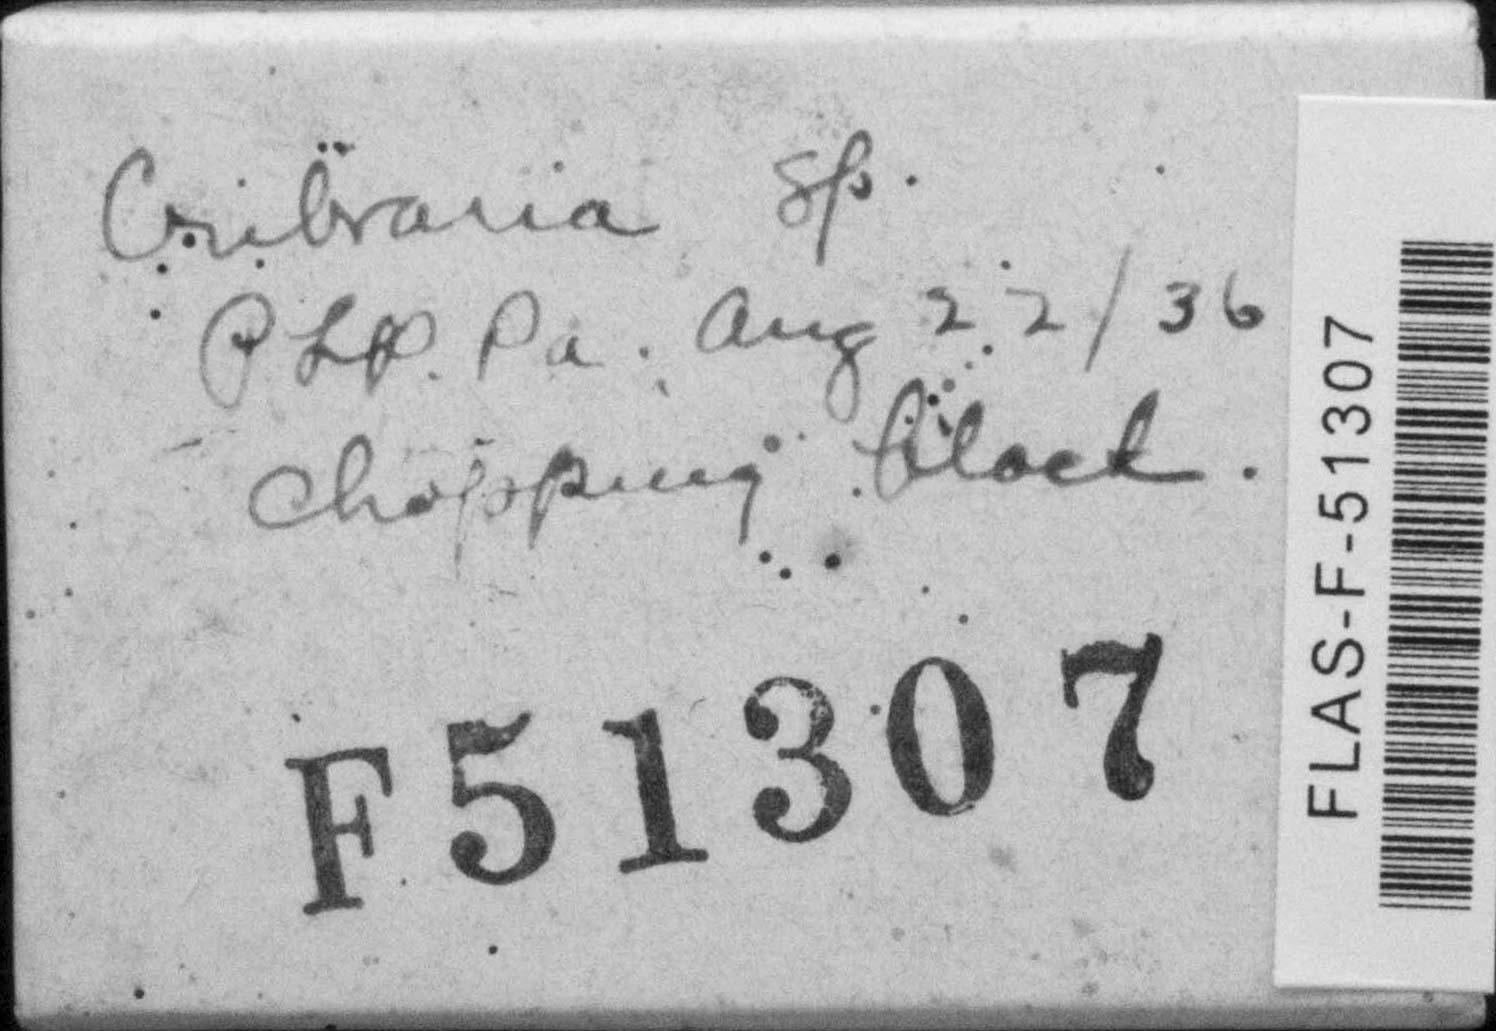 Cribraria sp.
Pa. Aug 22/36
chopping block.
F51307
FLAS-F-51307